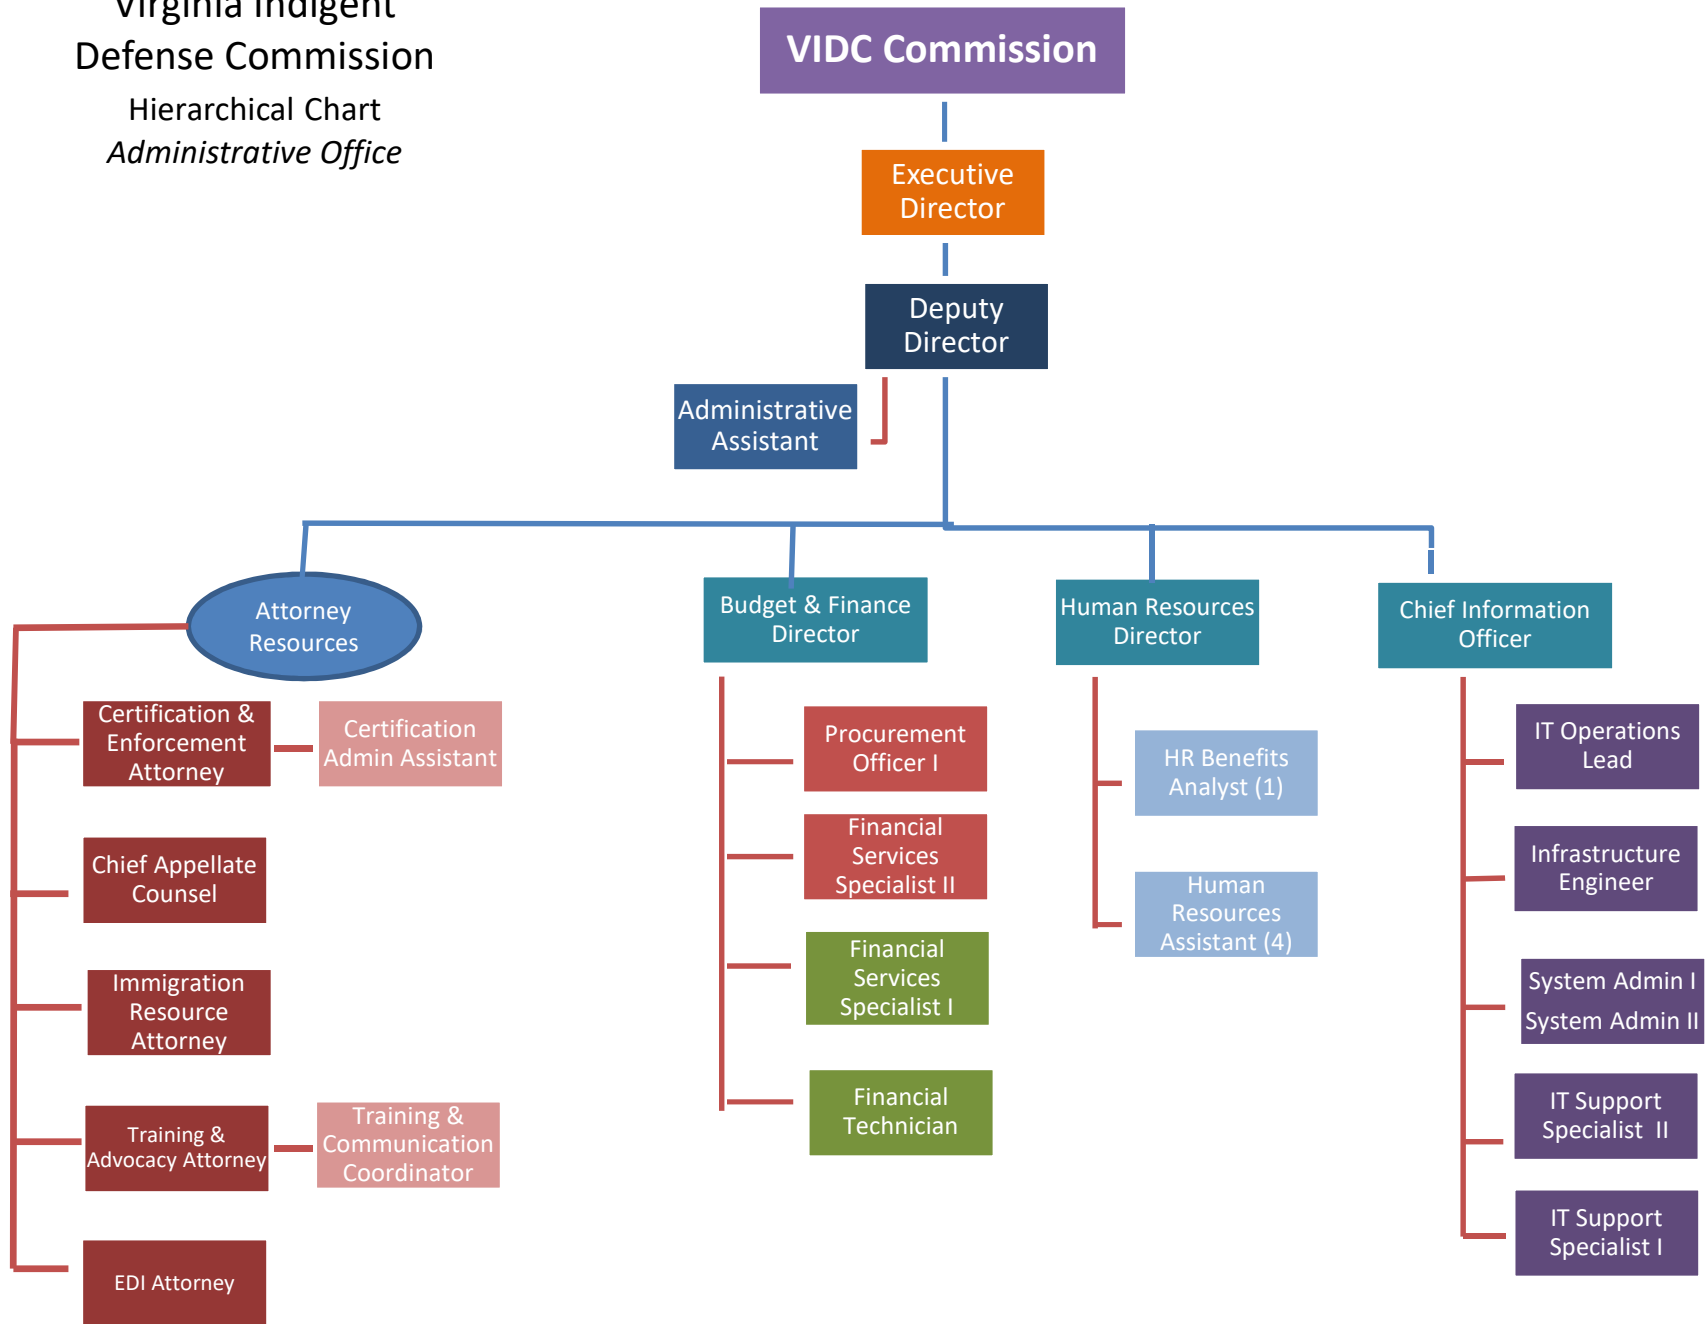 Virginia Indigent
Defense Commission
Hierarchical Chart
Administrative Office
VIDC Commission
Executive
Director
Deputy
Director
Administrative
Assistant
Attorney
Resources
Budget & Finance
Director
Human Resources
Director
Chief Information
Officer
Certification &
Enforcement
Attorney
Certification
Admin Assistant
Chief Appellate
Counsel
Immigration
Resource
Attorney
Training &
Advocacy Attorney
Training &
Communication
Coordinator
EDI Attorney
Procurement
Officer I
Financial
Services
Specialist II
Financial
Services
Specialist I
Financial
Technician
HR Benefits
Analyst (1)
Human
Resources
Assistant (4)
IT Operations
Lead
Infrastructure
Engineer
System Admin I
System Admin II
IT Support
Specialist  II
IT Support
Specialist I